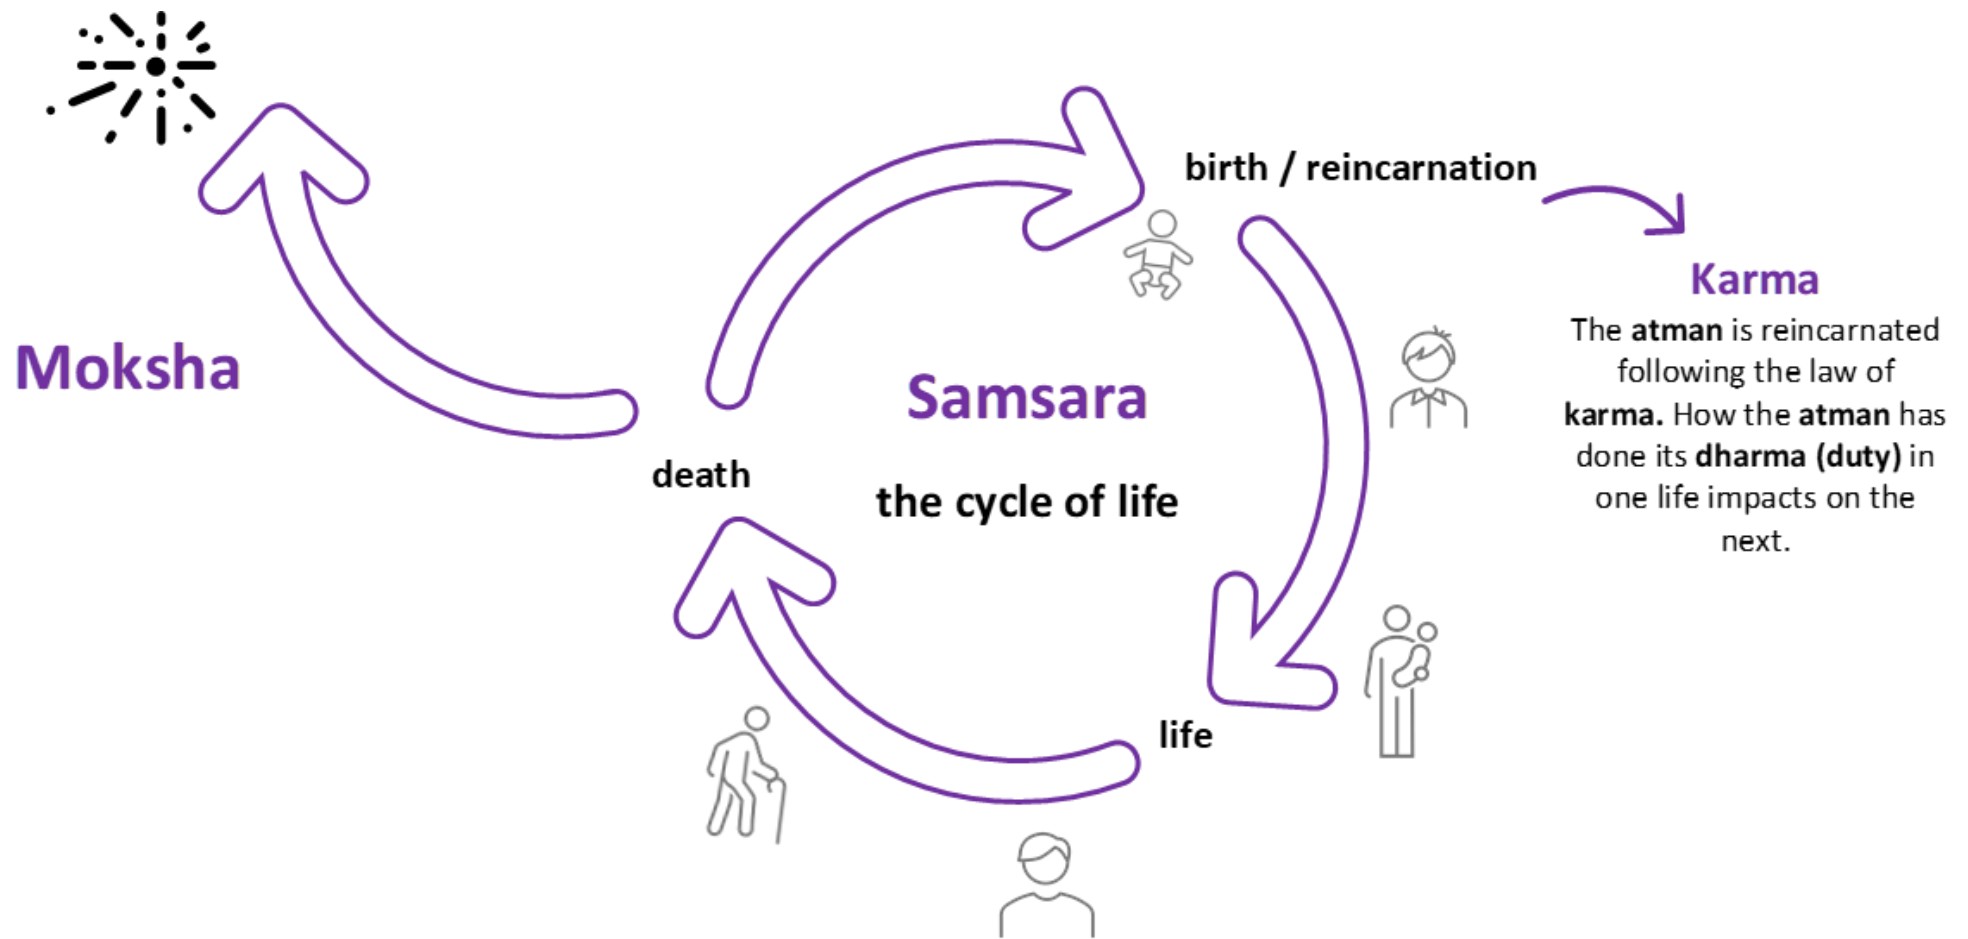 birth / reincarnation
Karma
The atman is reincarnated
following the law of
karma. How the atman has
done its dharma (duty) in
one life impacts on the
next.
Moksha
Samsara
the cycle of life
death
life